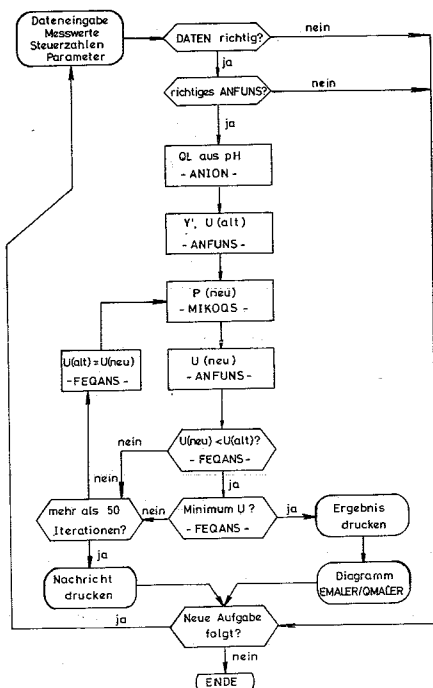 Dateneingabe
Messwerte
Steuerzahlen
Parameter
DATEN richtig?
nein
ja
richtiges ANFUNS?
nein
ja
QL aus pH
- ANION -
Y', U (alt)
- ANFUNS -
P (neu)
- MIKOQS -
U(alt)=U(neu)
- FEQANS -
U (neu)
- ANFUNS -
nein
U(neu) <U(alt)?
- FEQANS -
nein
ja
mehr als 50
Iterationen?
nein
Minimum U ?
- FEQANS -
ja
Ergebnis
drucken
ja
Nachricht
drucken
Diagramm
EMALER/QMALER
ja
Neue Aufgabe
folgt?
nein
ENDE